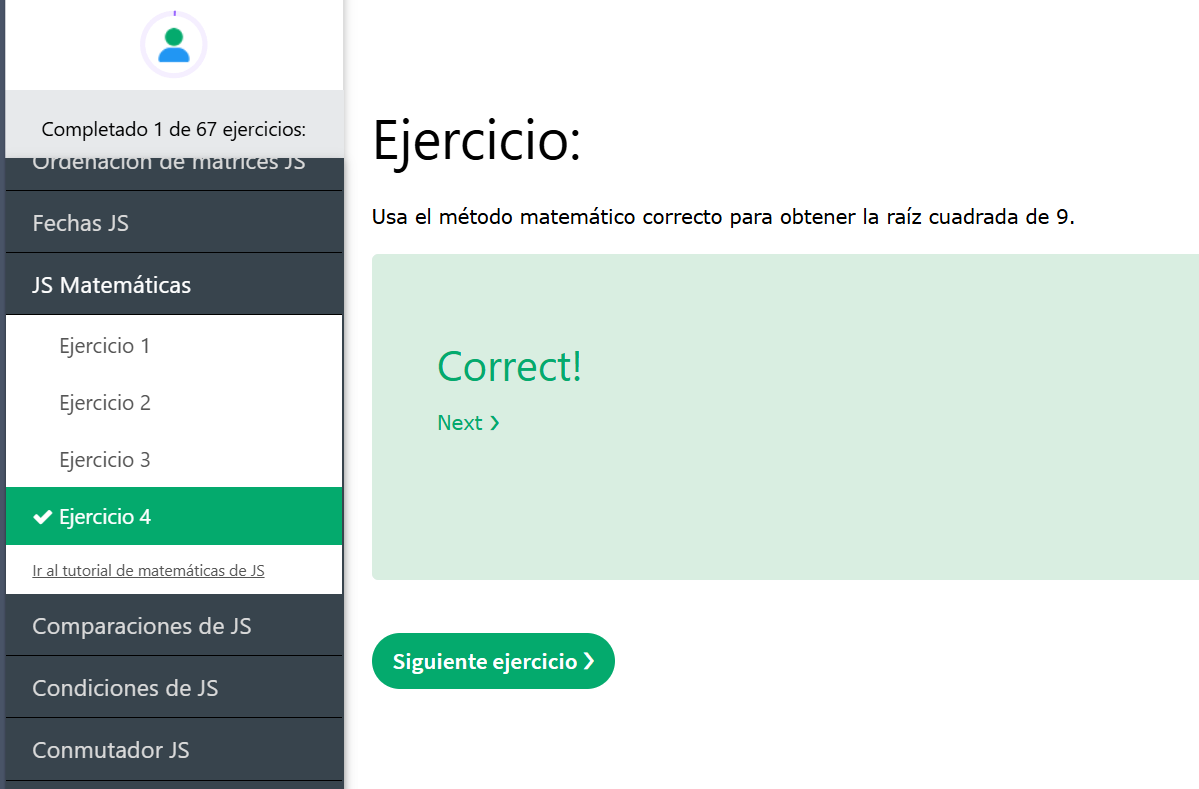 Completado 1 de 67 ejercicios:
Ordenación de matrices JS
Fechas JS
JS Matemáticas
Ejercicio 1
Ejercicio 2
Ejercicio 3
Ejercicio 4
Ir al tutorial de matemáticas de JS
Comparaciones de JS
Condiciones de JS
Conmutador JS
Ejercicio:
Usa el método matemático correcto para obtener la raíz cuadrada de 9.
Correct!
Next ❯
Siguiente ejercicio ❯